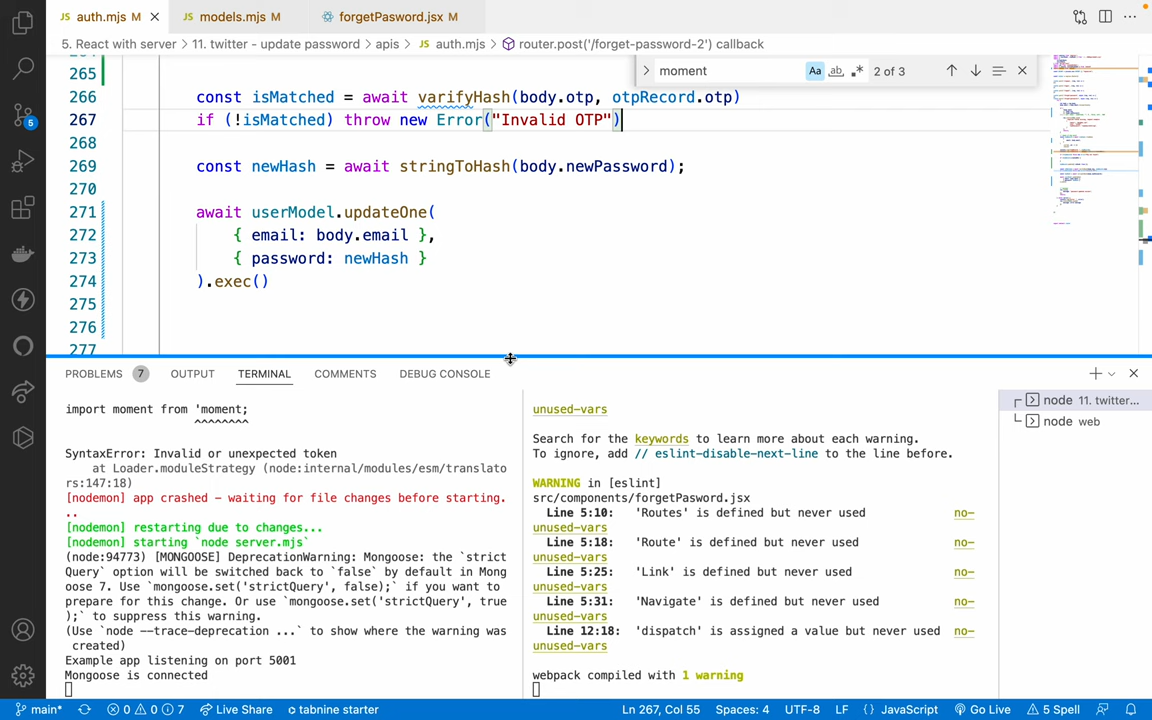 auth.mjs M
models.mjs M
forgetPasword.jsx M
5. React with server > 11. twitter - update password > apis > auth.mjs > router.post('/forget-password-2') callback
moment
Aa ab .* 2 of 3
265
266 const isMatched = await varifyHash(body.otp, otpRecord.otp)
267 if (!isMatched) throw new Error("Invalid OTP")
268
269 const newHash = await stringToHash(body.newPassword);
270
271 await userModel.updateOne(
272 { email: body.email },
273 { password: newHash }
274 ).exec()
275
276
277
5
PROBLEMS 7 OUTPUT TERMINAL COMMENTS DEBUG CONSOLE
import moment from 'moment;
^^^^^^^^
SyntaxError: Invalid or unexpected token
at Loader.moduleStrategy (node:internal/modules/esm/translato
rs:147:18)
[nodemon] app crashed - waiting for file changes before starting.
..
[nodemon] restarting due to changes...
[nodemon] starting `node server.mjs`
(node:94773) [MONGOOSE] DeprecationWarning: Mongoose: the `strict
Query` option will be switched back to `false` by default in Mong
oose 7. Use `mongoose.set('strictQuery', false);` if you want to
prepare for this change. Or use `mongoose.set('strictQuery', true
);` to suppress this warning.
(Use `node --trace-deprecation ...` to show where the warning was
created)
Example app listening on port 5001
Mongoose is connected
unused-vars
Search for the keywords to learn more about each warning.
To ignore, add // eslint-disable-next-line to the line before.
WARNING in [eslint]
src/components/forgetPasword.jsx
Line 5:10: 'Routes' is defined but never used no-
unused-vars
Line 5:18: 'Route' is defined but never used no-
unused-vars
Line 5:25: 'Link' is defined but never used no-
unused-vars
Line 5:31: 'Navigate' is defined but never used no-
unused-vars
Line 12:18: 'dispatch' is assigned a value but never used no-
unused-vars
webpack compiled with 1 warning
node 11. twitter...
node web
main* 0 0 7 Live Share tabnine starter Ln 267, Col 55 Spaces: 4 UTF-8 LF {} JavaScript Go Live 5 Spell